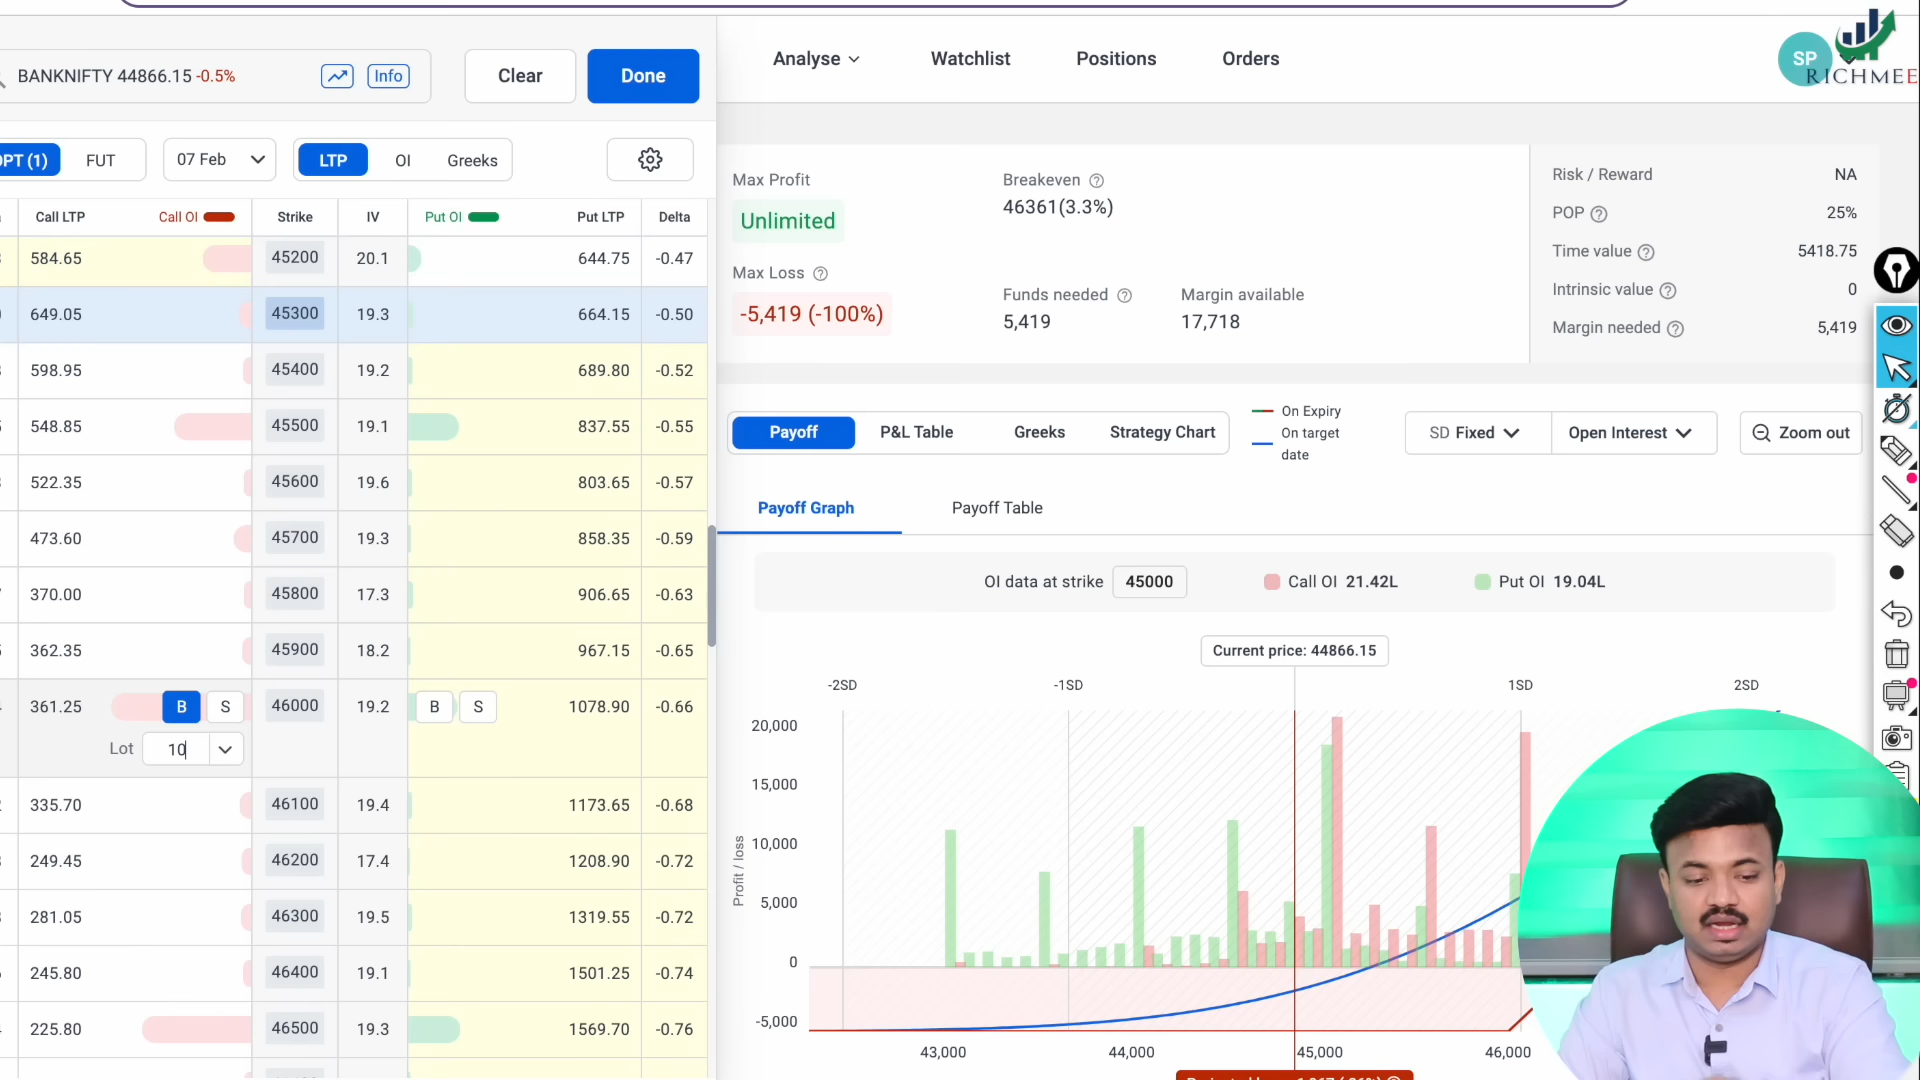 BANKNIFTY 44866.15 -0.5%
Info
Clear
Done
Analyse
Watchlist
Positions
Orders
SP
RICHMEE
OPT (1)
FUT
07 Feb
LTP
OI
Greeks
Call LTP
Call OI
Strike
IV
Put OI
Put LTP
Delta
584.65 45200 20.1 644.75 -0.47
649.05 45300 19.3 664.15 -0.50
598.95 45400 19.2 689.80 -0.52
548.85 45500 19.1 837.55 -0.55
522.35 45600 19.6 803.65 -0.57
473.60 45700 19.3 858.35 -0.59
370.00 45800 17.3 906.65 -0.63
362.35 45900 18.2 967.15 -0.65
361.25 B S 46000 19.2 B S 1078.90 -0.66
Lot 10
335.70 46100 19.4 1173.65 -0.68
249.45 46200 17.4 1208.90 -0.72
281.05 46300 19.5 1319.55 -0.72
245.80 46400 19.1 1501.25 -0.74
225.80 46500 19.3 1569.70 -0.76
Max Profit
Unlimited
Max Loss
-5,419 (-100%)
Breakeven
46361(3.3%)
Funds needed
5,419
Margin available
17,718
Risk / Reward NA
POP 25%
Time value 5418.75
Intrinsic value 0
Margin needed 5,419
Payoff
P&L Table
Greeks
Strategy Chart
On Expiry
On target
date
SD Fixed
Open Interest
Zoom out
Payoff Graph
Payoff Table
OI data at strike 45000
Call OI 21.42L
Put OI 19.04L
Current price: 44866.15
-2SD -1SD 1SD 2SD
Profit / loss
20,000
15,000
10,000
5,000
0
-5,000
43,000 44,000 45,000 46,000